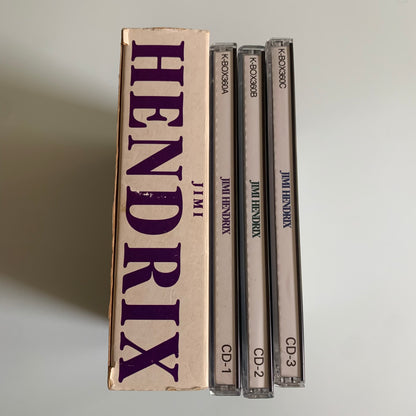 JIMI
HENDRIX
K-BOX360A JIMI HENDRIX CD-1
K-BOX360B JIMI HENDRIX CD-2
K-BOX360C JIMI HENDRIX CD-3